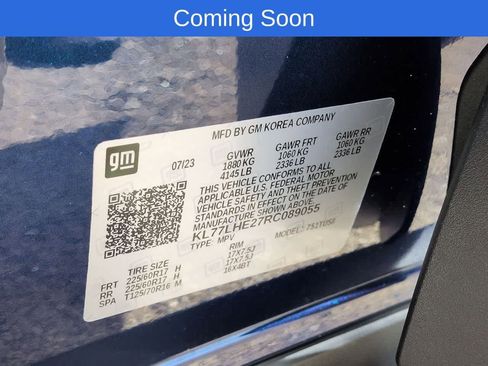 Coming Soon
MFD BY GM KOREA COMPANY
gm 07/23 GVWR GAWR FRT GAWR RR
1880 KG 1060 KG 1060 KG
4145 LB 2336 LB 2336 LB
THIS VEHICLE CONFORMS TO ALL
APPLICABLE U.S. FEDERAL MOTOR
VEHICLE SAFETY AND BUMPER
STANDARDS IN EFFECT ON THE
DATE OF MANUFACTURE SHOWN ABOVE.
THEFT PREVENTION
KL77LHE27RC089055
TYPE: MPV MODEL: 1TU58
TIRE SIZE RIM
FRT 225/60R17 H 17X7.5J
RR 225/60R17 H 17X7.5J
SPA T125/70R16 M 16X4BT